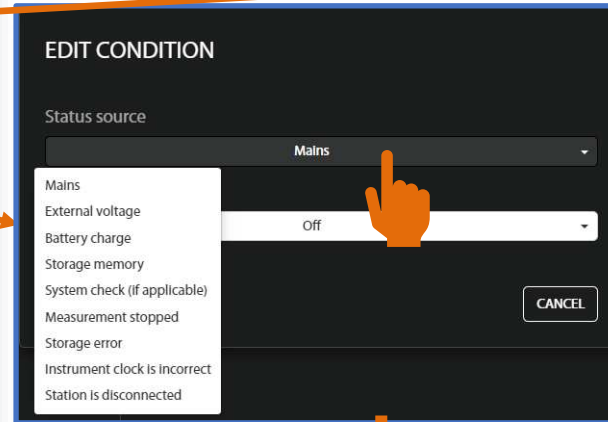 EDIT CONDITION
Status source
Mains
Mains
External voltage
Off
Battery charge
Storage memory
System check (if applicable)
CANCEL
Measurement stopped
Storage error
Instrument clock is incorrect
Station is disconnected